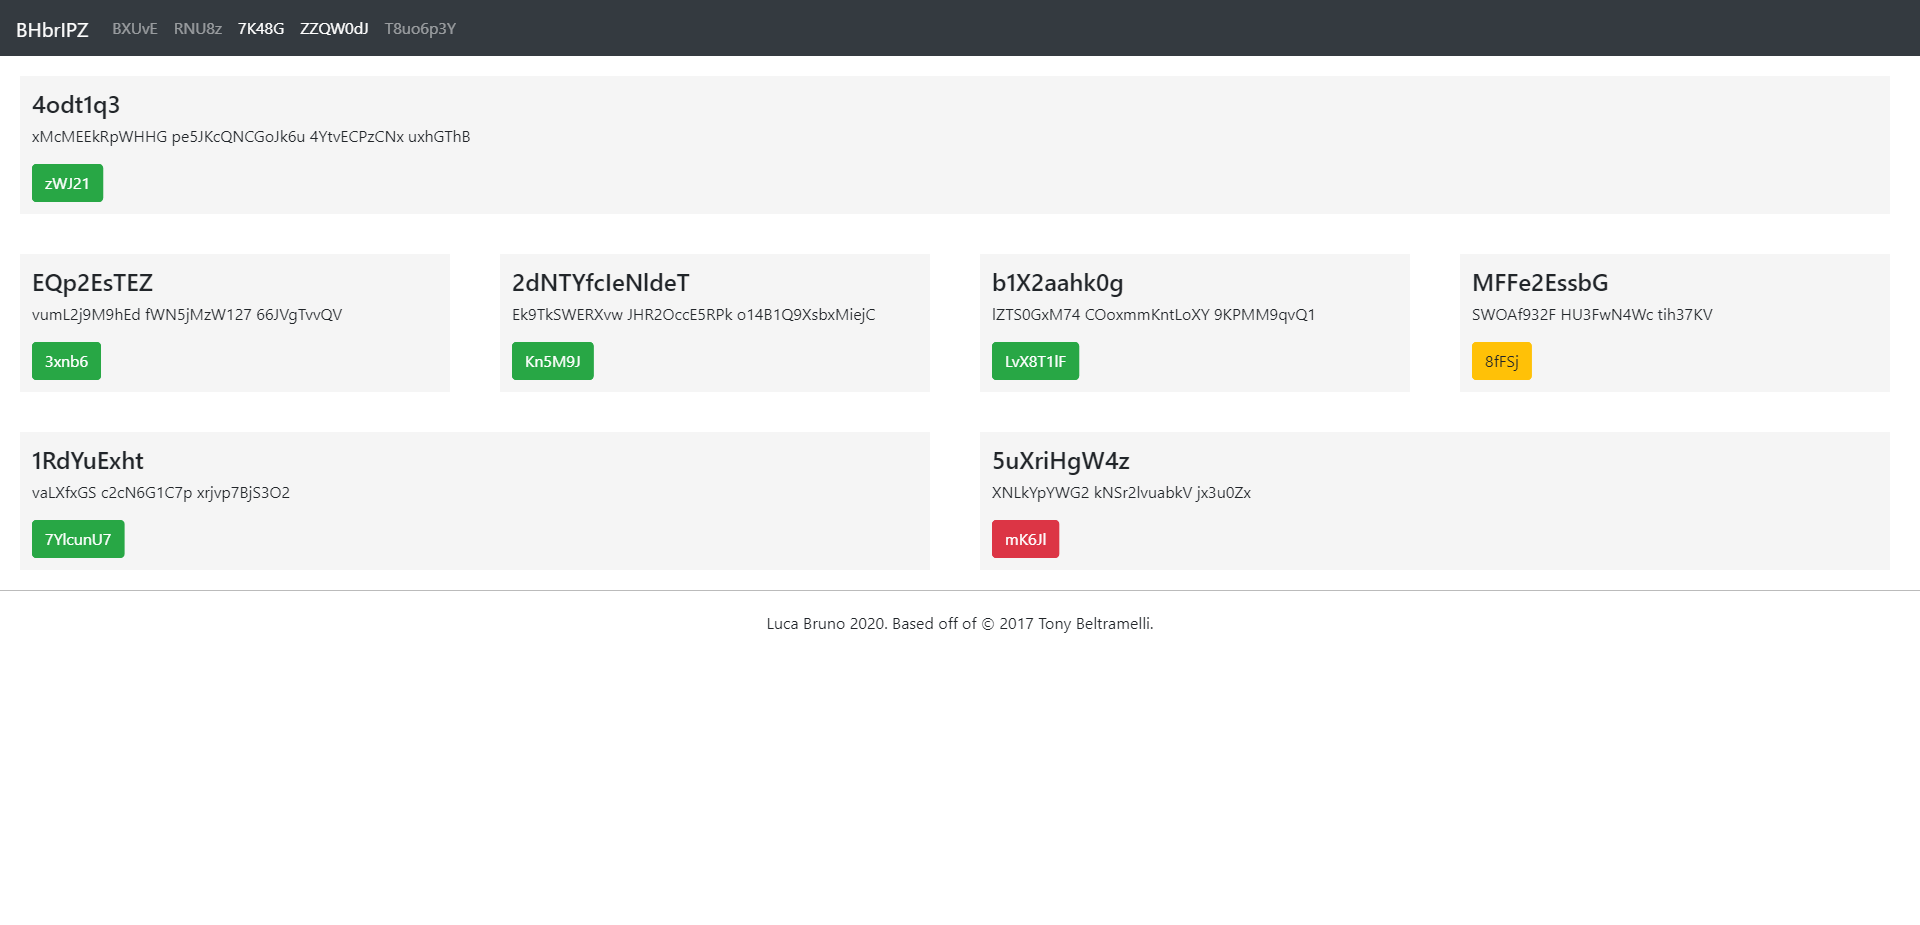 BHbrIPZ BXUvE RNU8z 7K48G ZZQW0dJ T8uo6p3Y
4odt1q3
xMcMEEkRpWHHG pe5JKcQNCGoJk6u 4YtvECPzCNx uxhGThB
zWJ21
EQp2EsTEZ
vumL2j9M9hEd fWN5jMzW127 66JVgTvvQV
3xnb6
2dNTYfcIeNldeT
Ek9TkSWERXvw JHR2OccE5RPk o14B1Q9XsbxMiejC
Kn5M9J
b1X2aahk0g
lZTS0GxM74 COoxmmKntLoXY 9KPMM9qvQ1
LvX8T1lF
MFFe2EssbG
SWOAf932F HU3FwN4Wc tih37KV
8fFSj
1RdYuExht
vaLXfxGS c2cN6G1C7p xrjvp7BjS3O2
7YlcunU7
5uXriHgW4z
XNLkYpYWG2 kNSr2lvuabkV jx3u0Zx
mK6Jl
Luca Bruno 2020. Based off of © 2017 Tony Beltramelli.